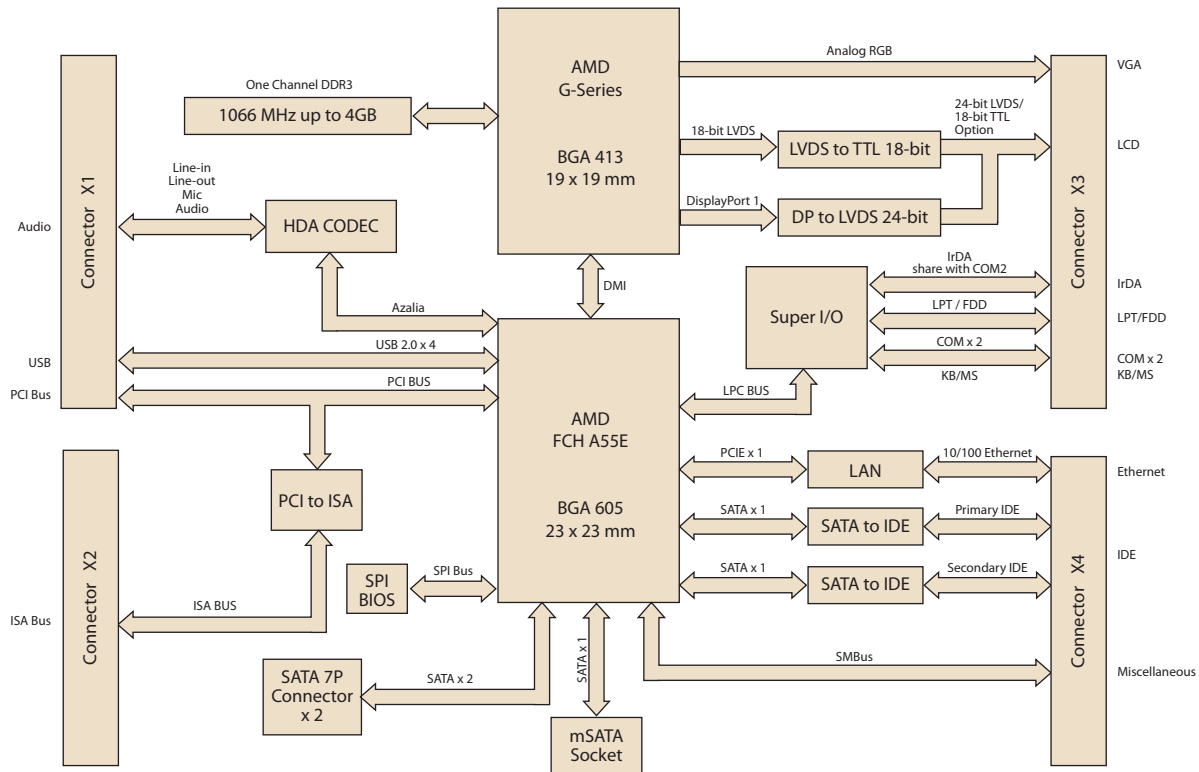 AMD
G-Series
BGA 413
19 x 19 mm
One Channel DDR3
1066 MHz up to 4GB
Analog RGB
VGA
18-bit LVDS
LVDS to TTL 18-bit
24-bit LVDS/
18-bit TTL
Option
LCD
DisplayPort 1
DP to LVDS 24-bit
Connector X1
Line-in
Line-out
Mic
Audio
Audio
HDA CODEC
Azalia
DMI
Connector X3
Super I/O
IrDA
share with COM2
IrDA
LPT / FDD
LPT/FDD
COM x 2
COM x 2
KB/MS
KB/MS
USB
USB 2.0 x 4
PCI Bus
PCI BUS
LPC BUS
AMD
FCH A55E
BGA 605
23 x 23 mm
PCI to ISA
Connector X2
ISA Bus
ISA BUS
SPI
BIOS
SPI Bus
PCIE x 1
LAN
10/100 Ethernet
Ethernet
SATA x 1
SATA to IDE
Primary IDE
IDE
SATA x 1
SATA to IDE
Secondary IDE
Connector X4
SMBus
Miscellaneous
SATA 7P
Connector
x 2
SATA x 2
SATA x 1
mSATA
Socket